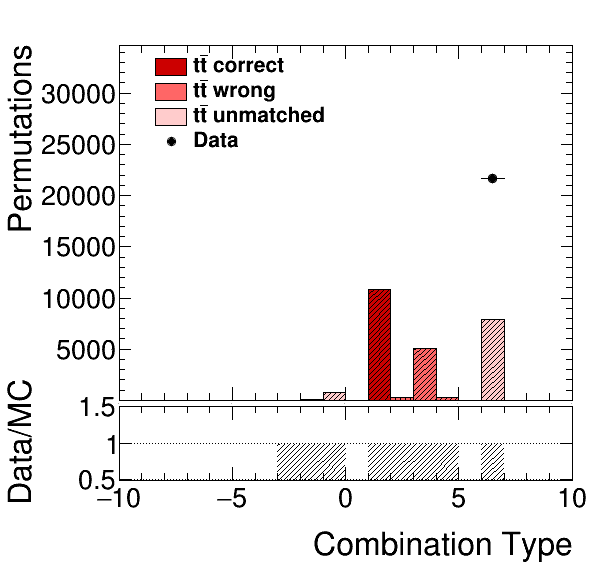 Permutations
tt̄ correct
tt̄ wrong
tt̄ unmatched
Data
30000
25000
20000
15000
10000
5000
Data/MC
1.5
1
0.5
−10
−5
0
5
10
Combination Type